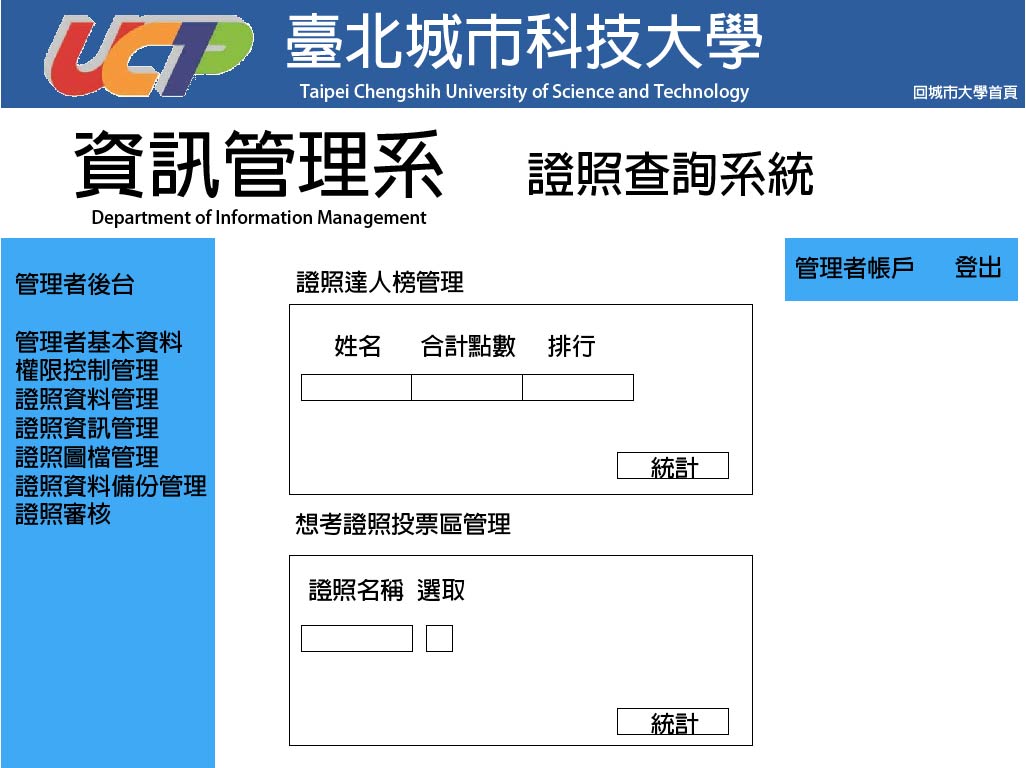 UCTP
臺北城市科技大學
Taipei Chengshih University of Science and Technology
回城市大學首頁
資訊管理系
Department of Information Management
證照查詢系統
管理者後台
管理者基本資料
權限控制管理
證照資料管理
證照資訊管理
證照圖檔管理
證照資料備份管理
證照審核
證照達人榜管理
姓名 合計點數 排行
統計
想考證照投票區管理
證照名稱 選取
統計
管理者帳戶 登出